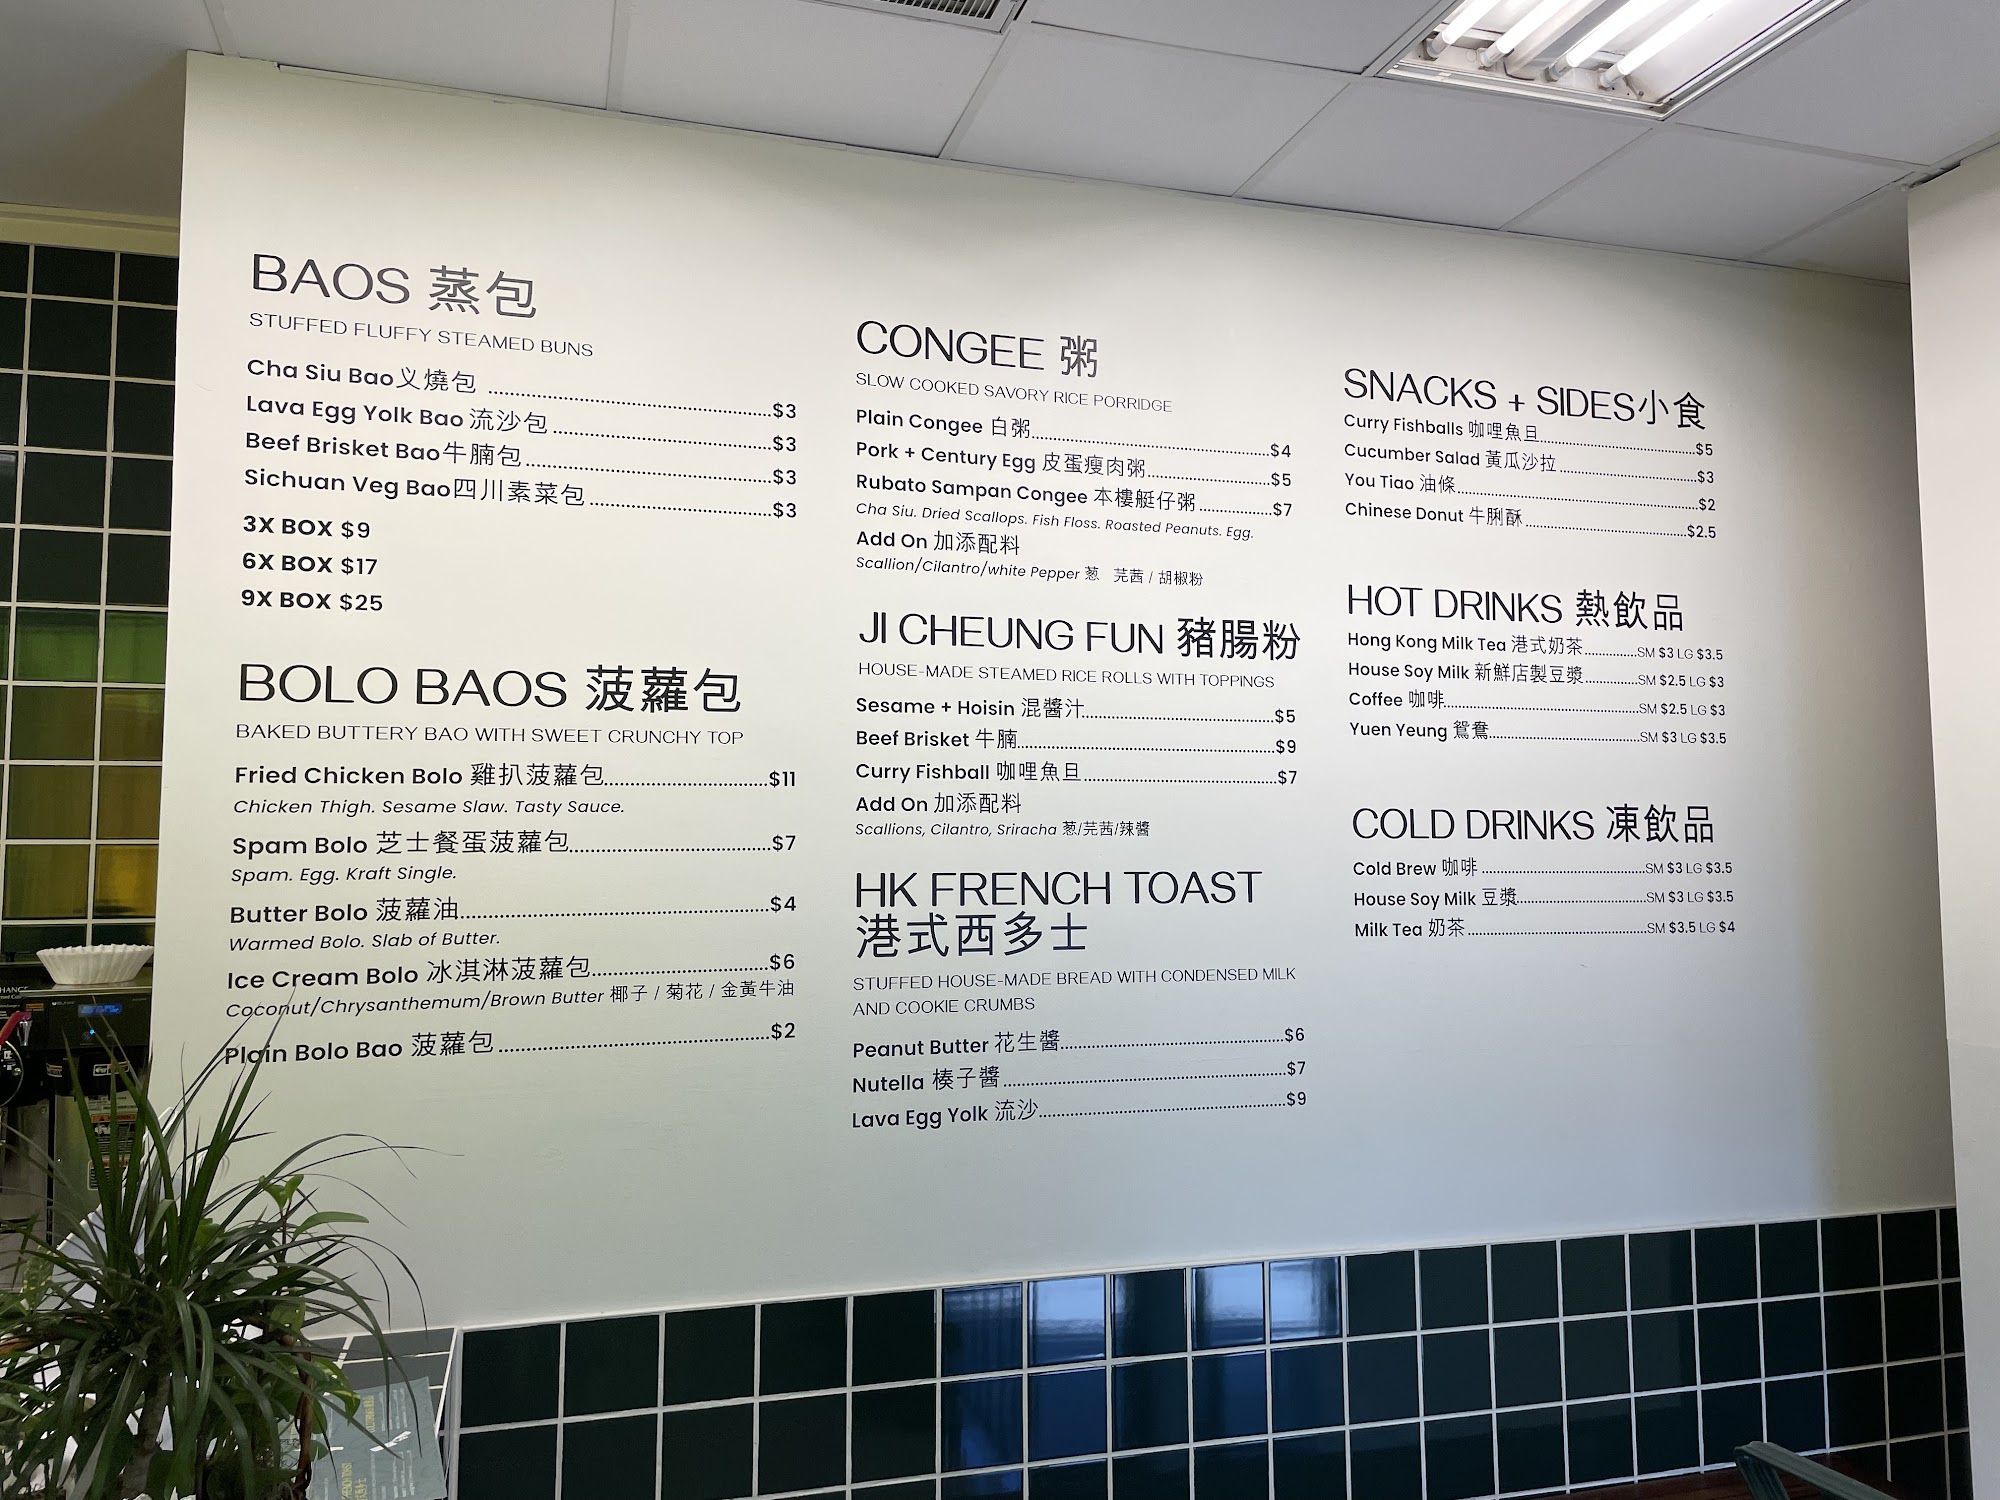 BAOS 蒸包
STUFFED FLUFFY STEAMED BUNS
Cha Siu Bao义燒包 $3
Lava Egg Yolk Bao 流沙包 $3
Beef Brisket Bao牛腩包 $3
Sichuan Veg Bao四川素菜包 $3
3X BOX $9
6X BOX $17
9X BOX $25
BOLO BAOS 菠蘿包
BAKED BUTTERY BAO WITH SWEET CRUNCHY TOP
Fried Chicken Bolo 雞扒菠蘿包 $11
Chicken Thigh. Sesame Slaw. Tasty Sauce.
Spam Bolo 芝士餐蛋菠蘿包 $7
Spam. Egg. Kraft Single.
Butter Bolo 菠蘿油 $4
Warmed Bolo. Slab of Butter.
Ice Cream Bolo 冰淇淋菠蘿包 $6
Coconut/Chrysanthemum/Brown Butter 椰子 / 菊花 / 金黃牛油
Plain Bolo Bao 菠蘿包 $2
CONGEE 粥
SLOW COOKED SAVORY RICE PORRIDGE
Plain Congee 白粥 $4
Pork + Century Egg 皮蛋瘦肉粥 $5
Rubato Sampan Congee 本樓艇仔粥 $7
Cha Siu. Dried Scallops. Fish Floss. Roasted Peanuts. Egg.
Add On 加添配料
Scallion/Cilantro/white Pepper 葱 芫茜 / 胡椒粉
JI CHEUNG FUN 豬腸粉
HOUSE-MADE STEAMED RICE ROLLS WITH TOPPINGS
Sesame + Hoisin 混醬汁 $5
Beef Brisket 牛腩 $9
Curry Fishball 咖哩魚旦 $7
Add On 加添配料
Scallions, Cilantro, Sriracha 葱/芫茜/辣醬
HK FRENCH TOAST
港式西多士
STUFFED HOUSE-MADE BREAD WITH CONDENSED MILK
AND COOKIE CRUMBS
Peanut Butter 花生醬 $6
Nutella 榛子醬 $7
Lava Egg Yolk 流沙 $9
SNACKS + SIDES小食
Curry Fishballs 咖哩魚旦 $5
Cucumber Salad 黃瓜沙拉 $3
You Tiao 油條 $2
Chinese Donut 牛脷酥 $2.5
HOT DRINKS 熱飲品
Hong Kong Milk Tea 港式奶茶 SM $3 LG $3.5
House Soy Milk 新鮮店製豆漿 SM $2.5 LG $3
Coffee 咖啡 SM $2.5 LG $3
Yuen Yeung 鴛鴦 SM $3 LG $3.5
COLD DRINKS 凍飲品
Cold Brew 咖啡 SM $3 LG $3.5
House Soy Milk 豆漿 SM $3 LG $3.5
Milk Tea 奶茶 SM $3.5 LG $4